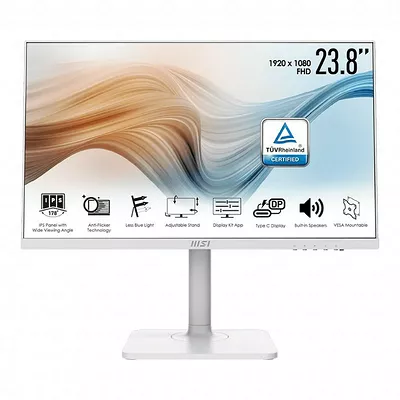 1920 x 1080
FHD
23.8’’
TÜVRheinland
CERTIFIED
IPS
178°
DP
IPS Panel with
Wide Viewing Angle
Anti-Flicker
Technology
Less Blue Light
Adjustable Stand
Display Kit App
Type C Display
Built-In Speakers
VESA Mountable
msi